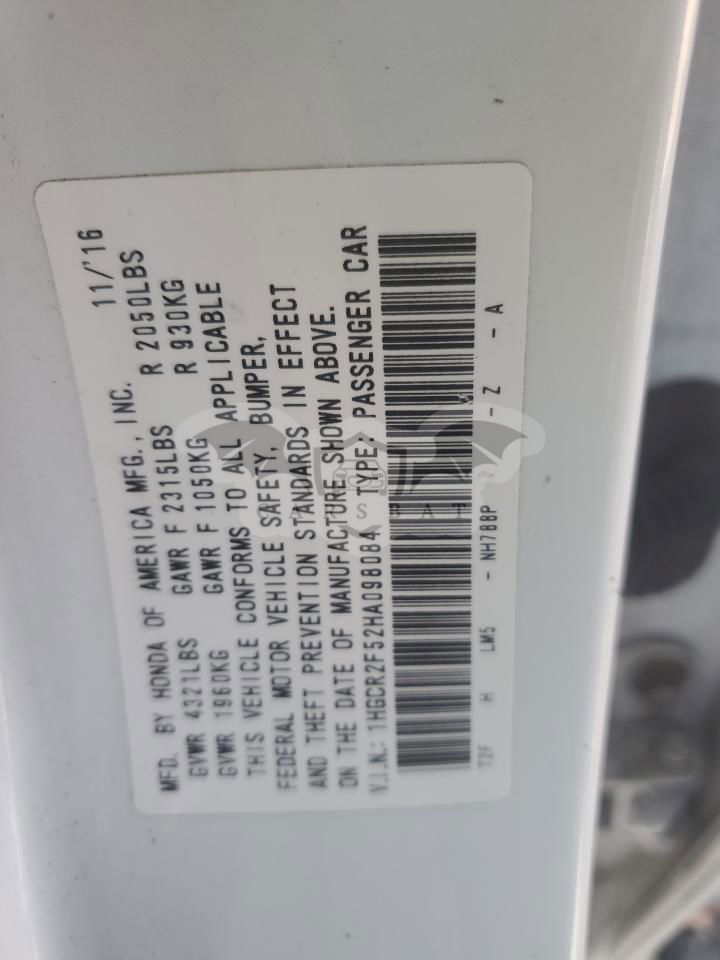 MFD. BY HONDA OF AMERICA MFG., INC. 11/'16
GVWR 4321LBS GAWR F 2315LBS R 2050LBS
GVWR 1960KG GAWR F 1050KG R 930KG
THIS VEHICLE CONFORMS TO ALL APPLICABLE
FEDERAL MOTOR VEHICLE SAFETY, BUMPER,
AND THEFT PREVENTION STANDARDS IN EFFECT
ON THE DATE OF MANUFACTURE SHOWN ABOVE.
V.I.N.: 1HGCR2F52HA098084 TYPE: PASSENGER CAR
T2F H LM5 - NH788P - Z - A